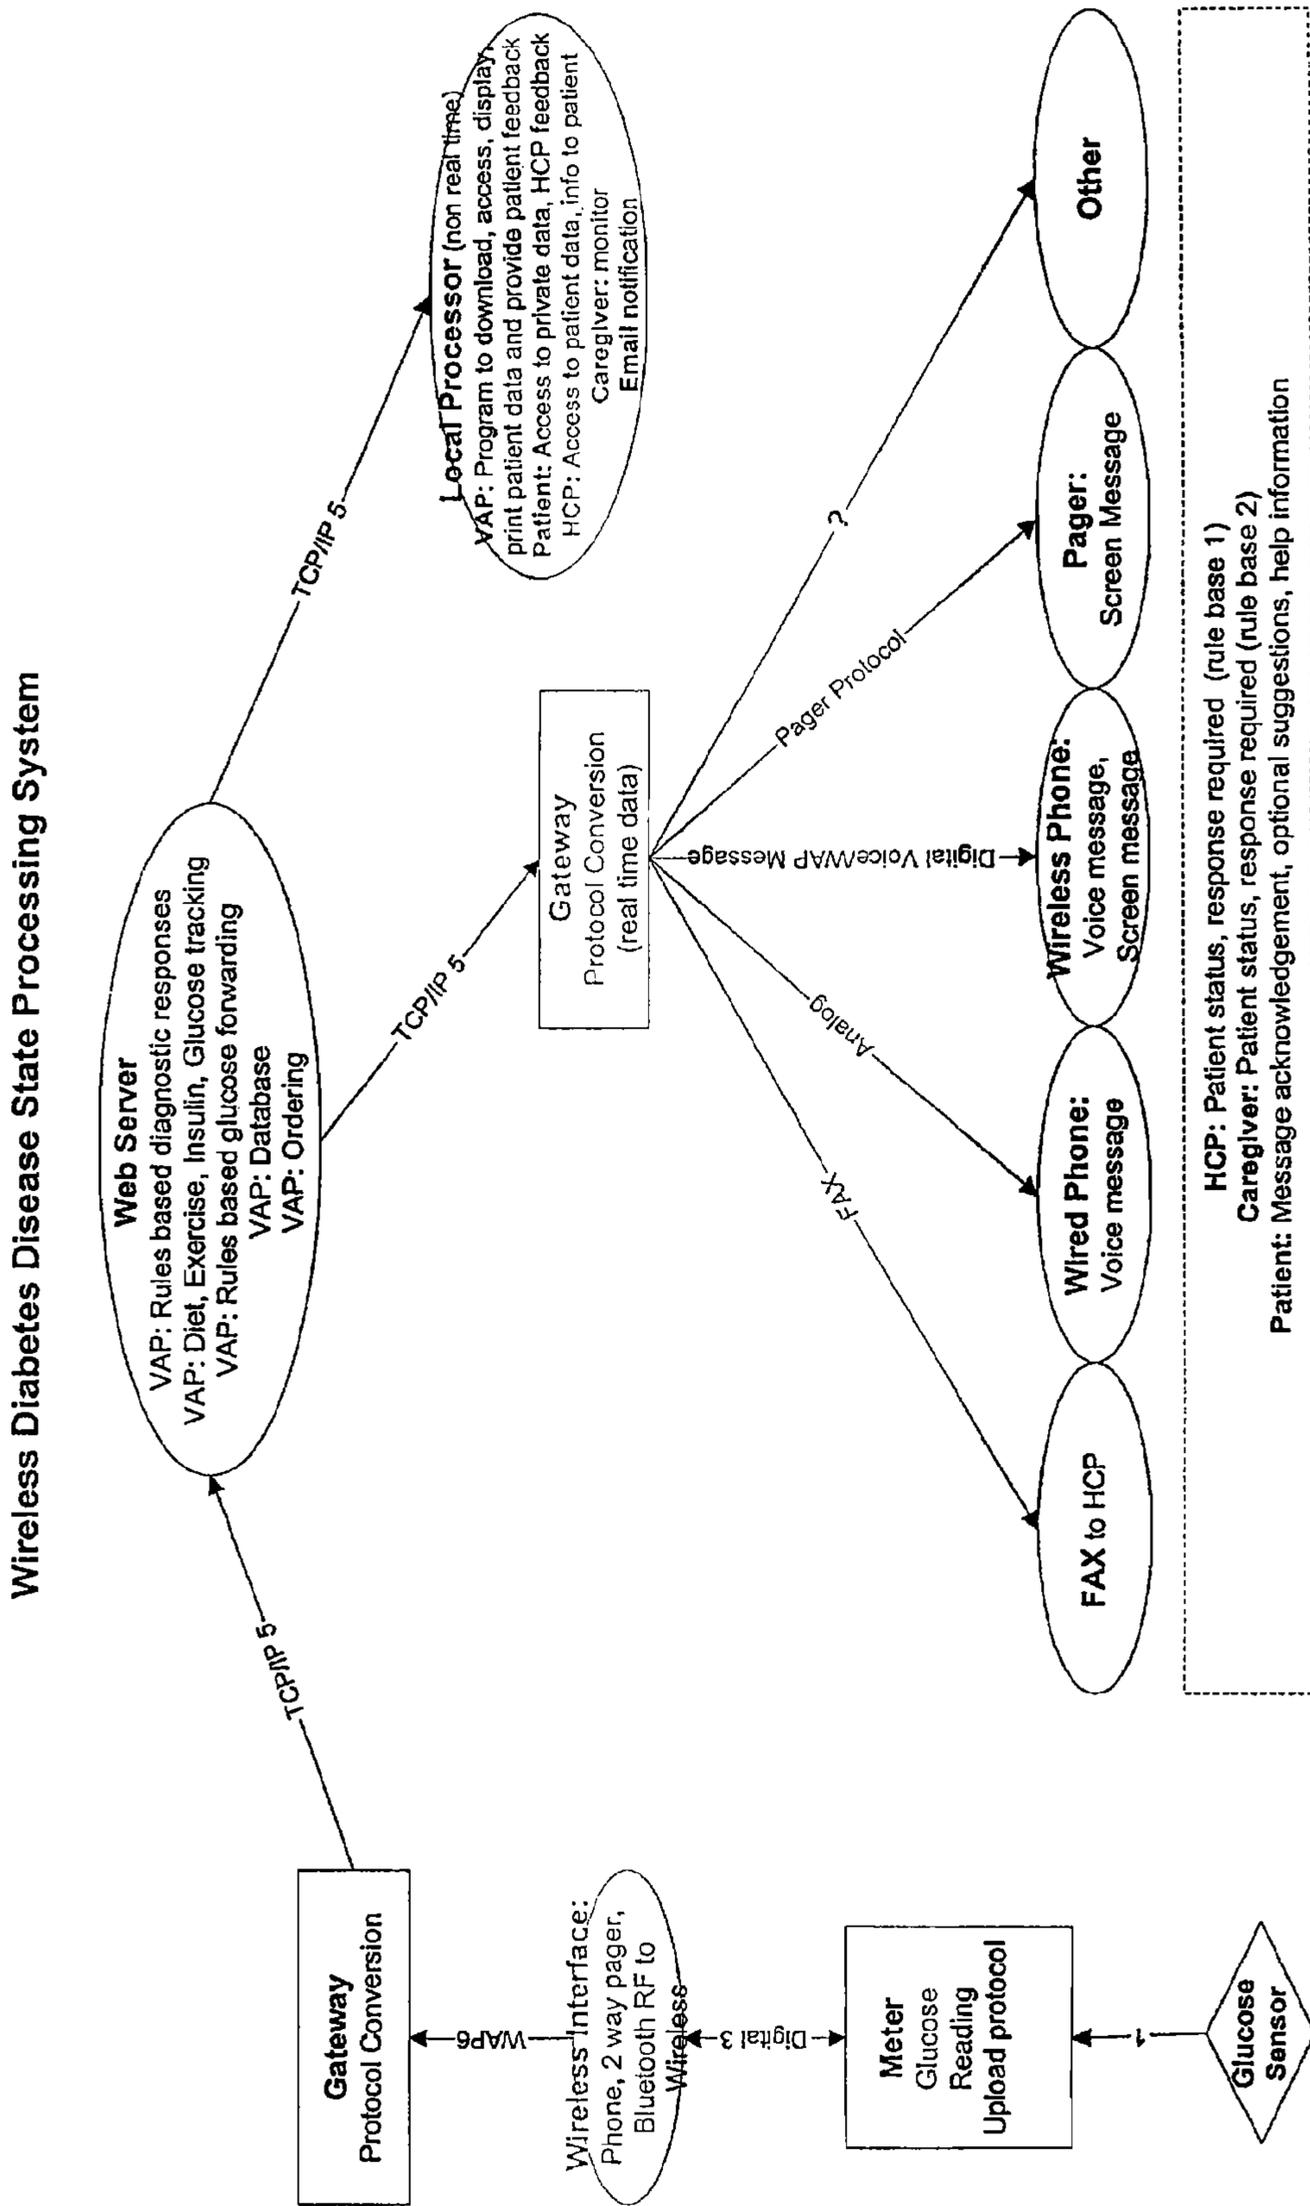 Wireless Diabetes Disease State Processing System
Web Server
VAP: Rules based diagnostic responses
VAP: Diet, Exercise, Insulin, Glucose tracking
VAP: Rules based glucose forwarding
VAP: Database
VAP: Ordering
TCP/IP 5
TCP/IP 5
TCP/IP 5
Gateway
Protocol Conversion
WAP6
Wireless Interface:
Phone, 2 way pager,
Bluetooth RF to
Wireless
Digital 3
Meter
Glucose
Reading
Upload protocol
1
Glucose
Sensor
Local Processor (non real time)
VAP: Program to download, access, display,
print patient data and provide patient feedback
Patient: Access to private data, HCP feedback
HCP: Access to patient data, info to patient
Caregiver: monitor
Email notification
Gateway
Protocol Conversion
(real time data)
FAX
Analog
Digital Voice/WAP Message
Pager Protocol
?
FAX to HCP
Wired Phone:
Voice message
Wireless Phone:
Voice message,
Screen message
Pager:
Screen Message
Other
HCP: Patient status, response required (rule base 1)
Caregiver: Patient status, response required (rule base 2)
Patient: Message acknowledgement, optional suggestions, help information